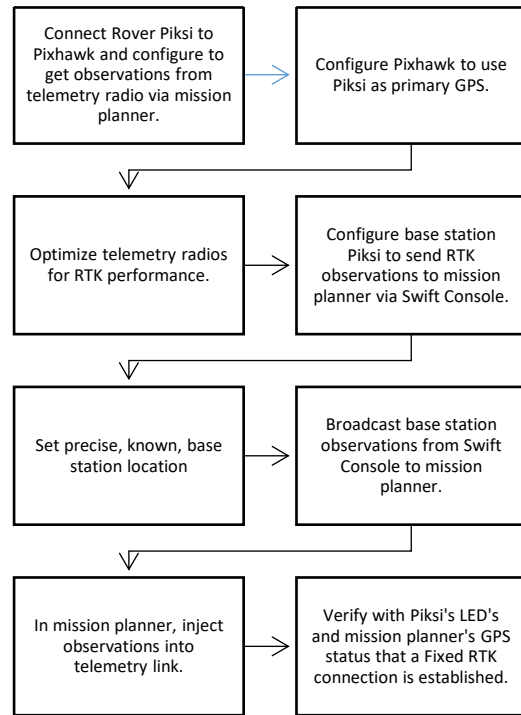 Connect Rover Piksi to
Pixhawk and configure to
get observations from
telemetry radio via mission
planner.
Configure Pixhawk to use
Piksi as primary GPS.
Optimize telemetry radios
for RTK performance.
Configure base station
Piksi to send RTK
observations to mission
planner via Swift Console.
Set precise, known, base
station location
Broadcast base station
observations from Swift
Console to mission
planner.
In mission planner, inject
observations into
telemetry link.
Verify with Piksi's LED's
and mission planner's GPS
status that a Fixed RTK
connection is established.